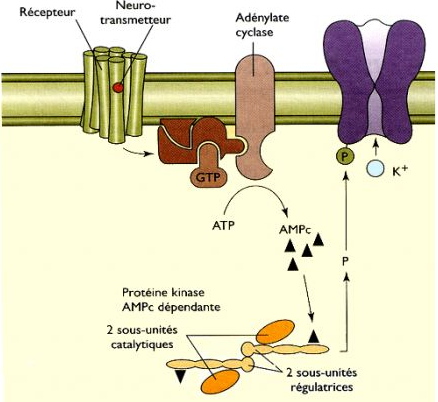 Récepteur
Neuro-
transmetteur
Adénylate
cyclase
GTP
P
K+
ATP
AMPc
P
Protéine kinase
AMPc dépendante
2 sous-unités
catalytiques
2 sous-unités
régulatrices